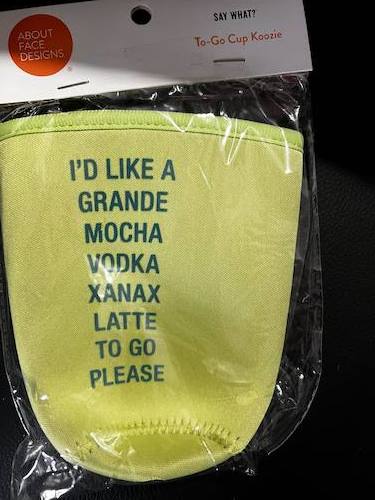 ABOUT
FACE
DESIGNS
SAY WHAT?
To-Go Cup Koozie
I'D LIKE A
GRANDE
MOCHA
VODKA
XANAX
LATTE
TO GO
PLEASE